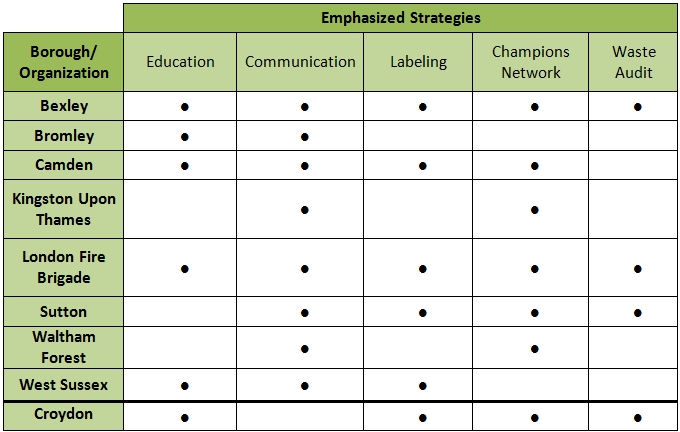 Emphasized Strategies
Borough/
Organization
Education
Communication
Labeling
Champions
Network
Waste
Audit
Bexley ● ● ● ● ●
Bromley ● ●
Camden ● ● ● ●
Kingston Upon
Thames
● ●
London Fire
Brigade
● ● ● ● ●
Sutton ● ● ● ●
Waltham
Forest
● ●
West Sussex ● ● ●
Croydon ● ● ● ●